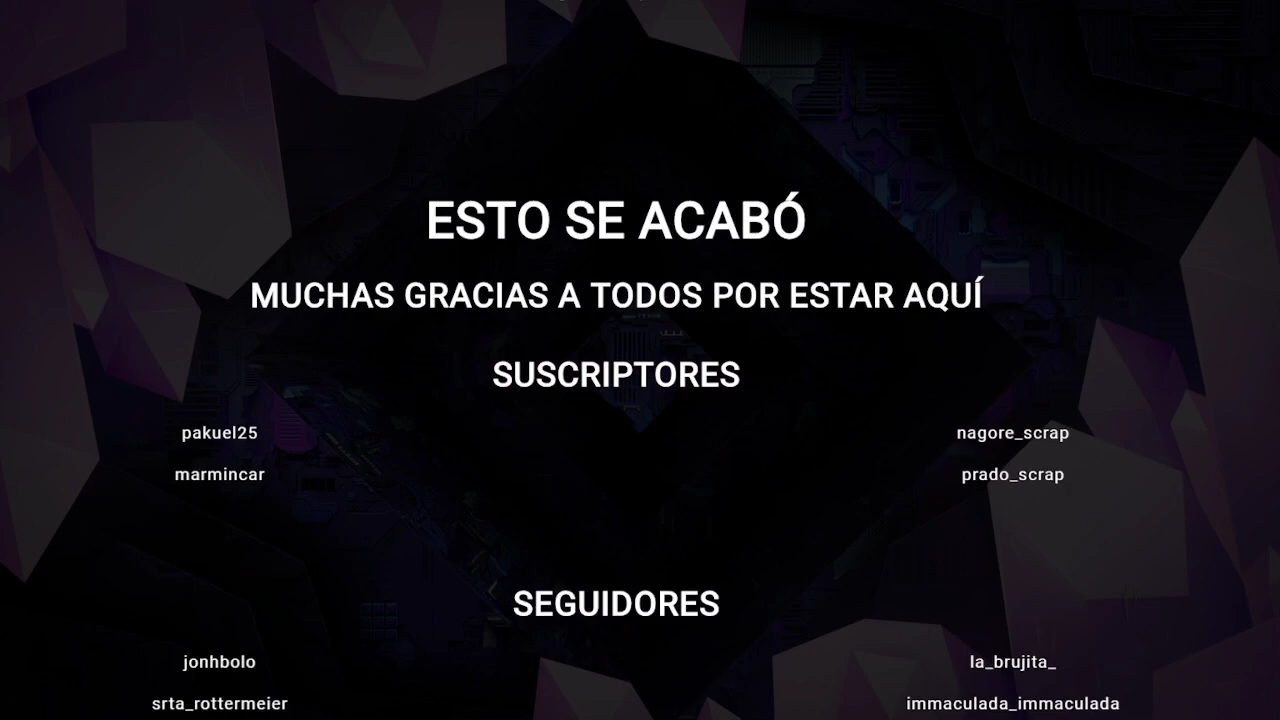 ESTO SE ACABÓ
MUCHAS GRACIAS A TODOS POR ESTAR AQUÍ
SUSCRIPTORES
pakuel25 nagore_scrap
marmincar prado_scrap
SEGUIDORES
jonhbolo la_brujita_
srta_rottermeier immaculada_immaculada